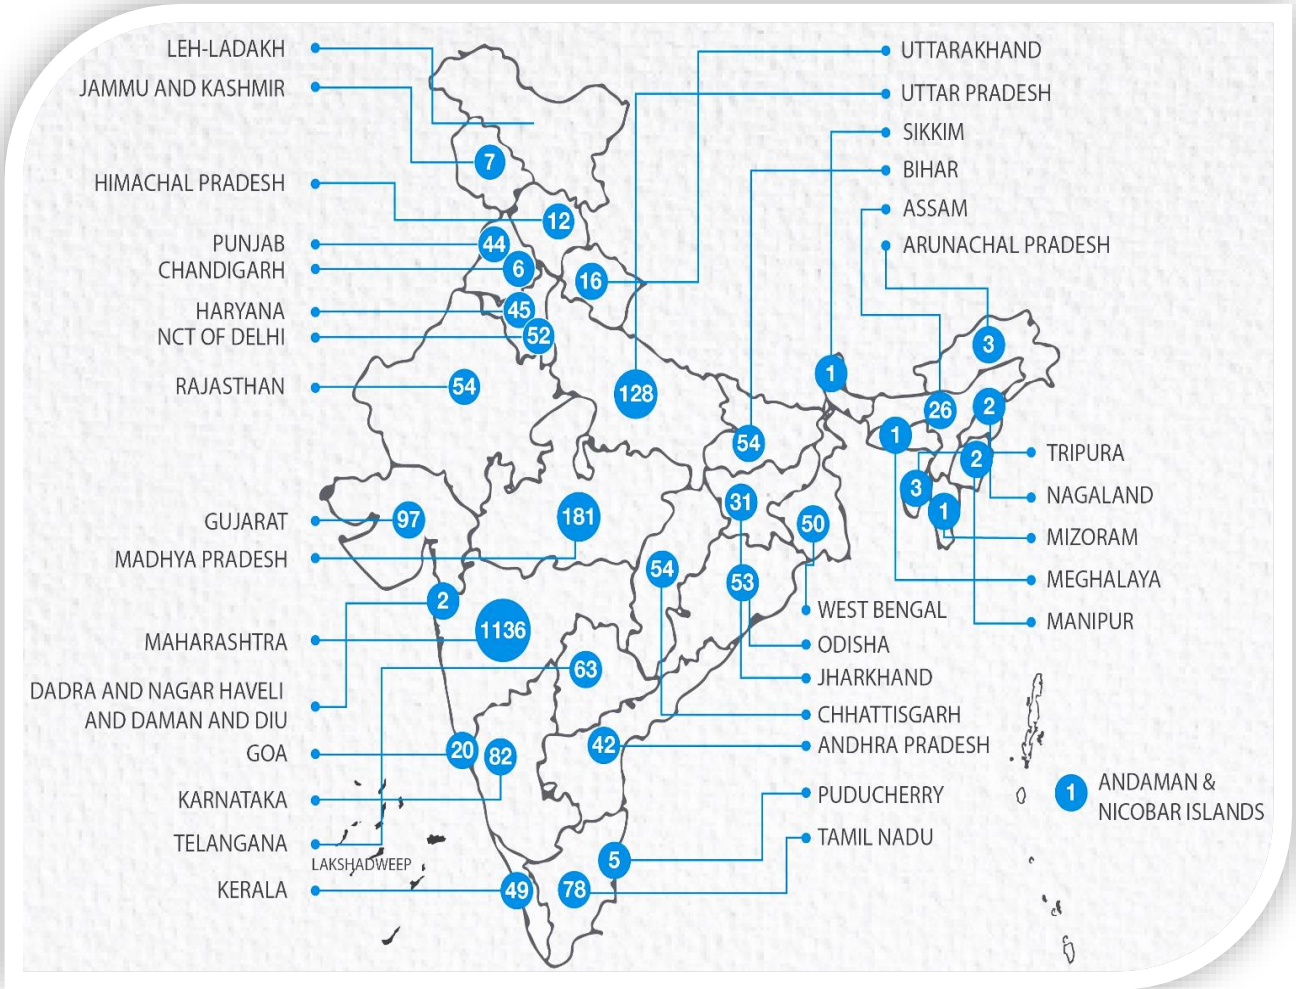 LEH-LADAKH
JAMMU AND KASHMIR
HIMACHAL PRADESH
PUNJAB
CHANDIGARH
HARYANA
NCT OF DELHI
RAJASTHAN
GUJARAT
MADHYA PRADESH
MAHARASHTRA
DADRA AND NAGAR HAVELI
AND DAMAN AND DIU
GOA
KARNATAKA
TELANGANA
LAKSHADWEEP
KERALA
7
12
44
6
16
45
52
54
128
1
3
26
2
1
2
3
1
54
31
50
97
181
54
53
2
1136
63
20
82
42
5
49
78
UTTARAKHAND
UTTAR PRADESH
SIKKIM
BIHAR
ASSAM
ARUNACHAL PRADESH
TRIPURA
NAGALAND
MIZORAM
MEGHALAYA
MANIPUR
WEST BENGAL
ODISHA
JHARKHAND
CHHATTISGARH
ANDHRA PRADESH
PUDUCHERRY
TAMIL NADU
1
ANDAMAN &
NICOBAR ISLANDS